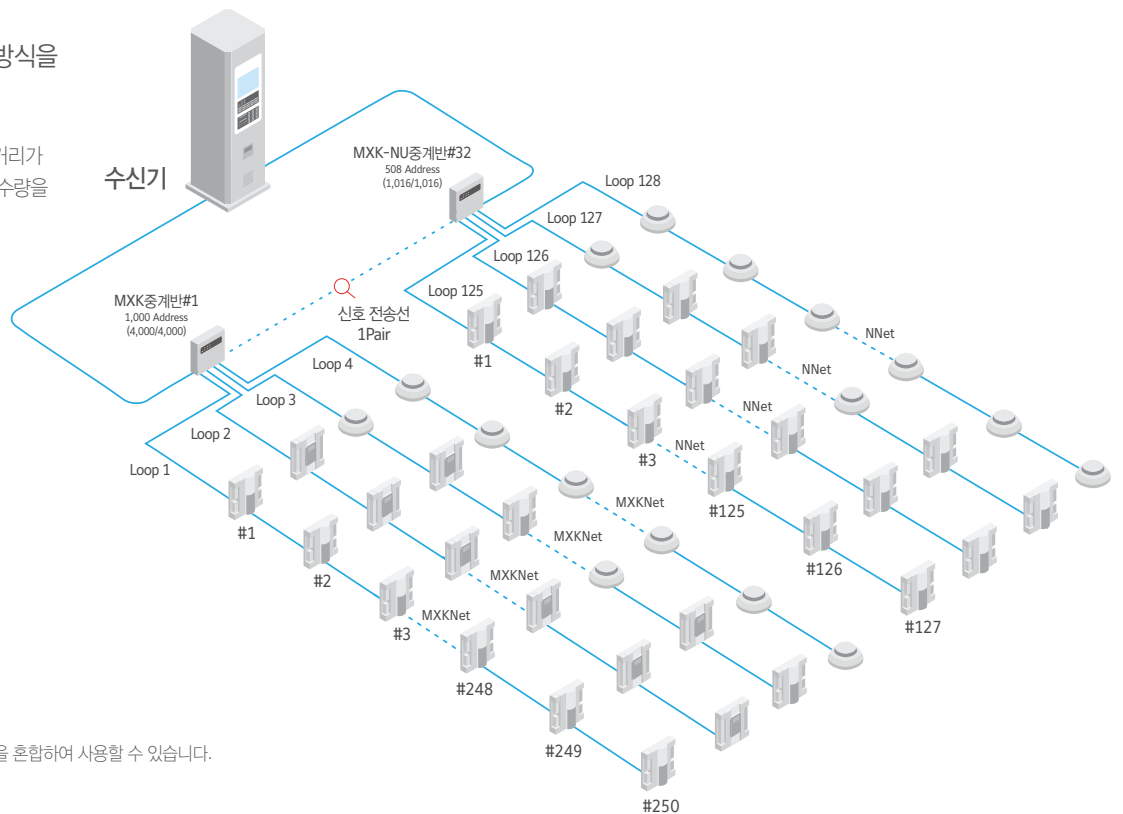 방식을
거리가
수량을
수신기
MXK-NU중계반#32
508 Address
(1,016/1,016)
MXK중계반#1
1,000 Address
(4,000/4,000)
신호 전송선
1Pair
Loop 128
Loop 127
Loop 126
Loop 125
#1
#2
#3
#125
#126
#127
NNet
NNet
NNet
NNet
Loop 4
Loop 3
Loop 2
Loop 1
#1
#2
#3
#248
#249
#250
MXKNet
MXKNet
MXKNet
MXKNet
을 혼합하여 사용할 수 있습니다.